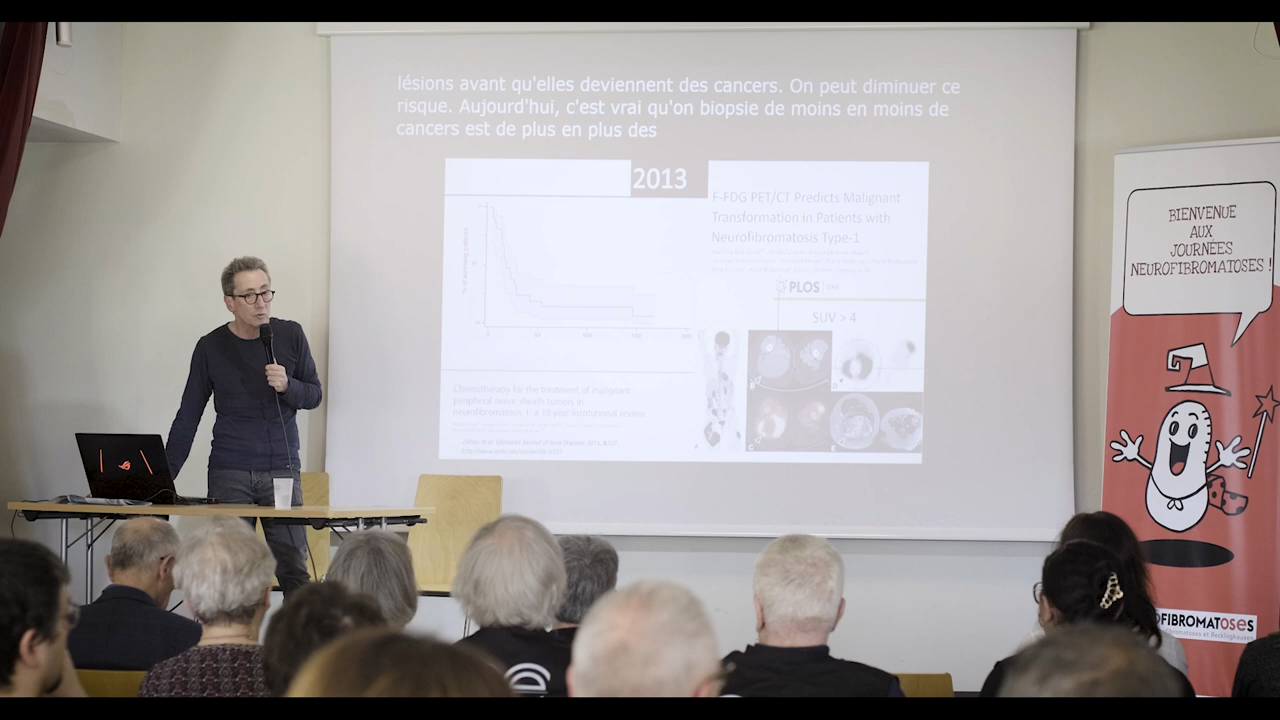 lésions avant qu'elles deviennent des cancers. On peut diminuer ce
risque. Aujourd'hui, c'est vrai qu'on biopsie de moins en moins de
cancers est de plus en plus des
2013
F-FDG PET/CT Predicts Malignant
Transformation in Patients with
Neurofibromatosis Type-1
PLOS
SUV > 4
Chemotherapy for the treatment of malignant
peripheral nerve sheath tumors in
neurofibromatosis 1: a 10-year institutional review
BIENVENUE
AUX
JOURNÉES
NEUROFIBROMATOSES !
OFIBROMATOSES
fibromatoses et Recklinghausen